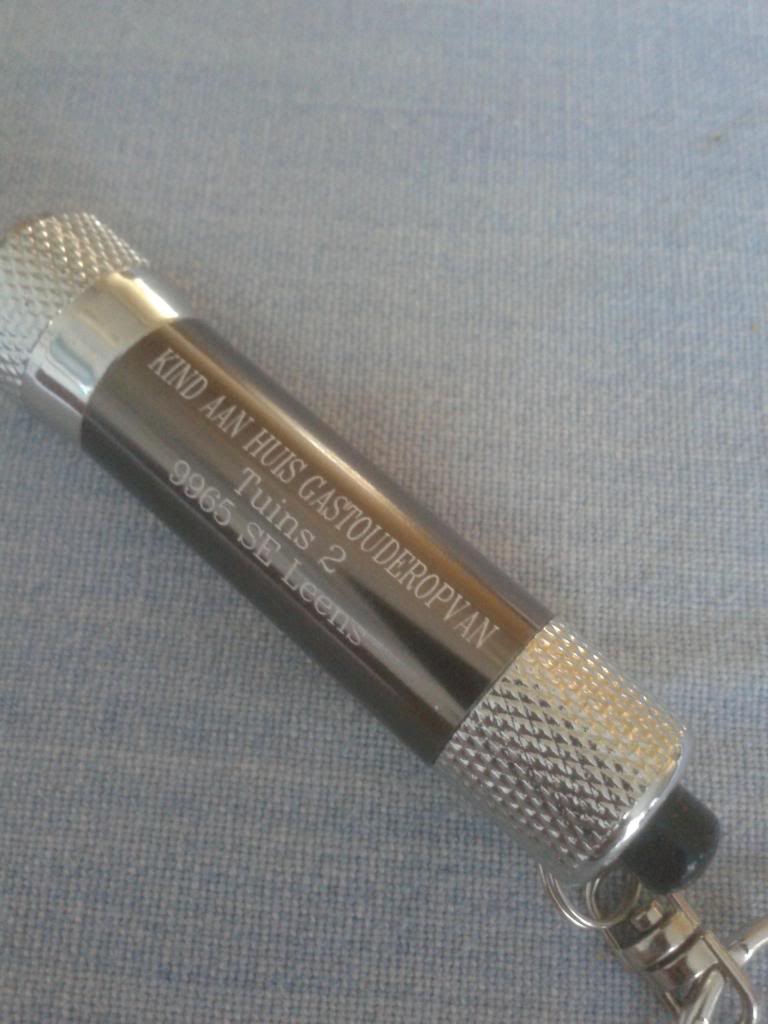 KIND AAN HUIS GASTOUDEROPVAN
Tuins 2
9965 SE Leens